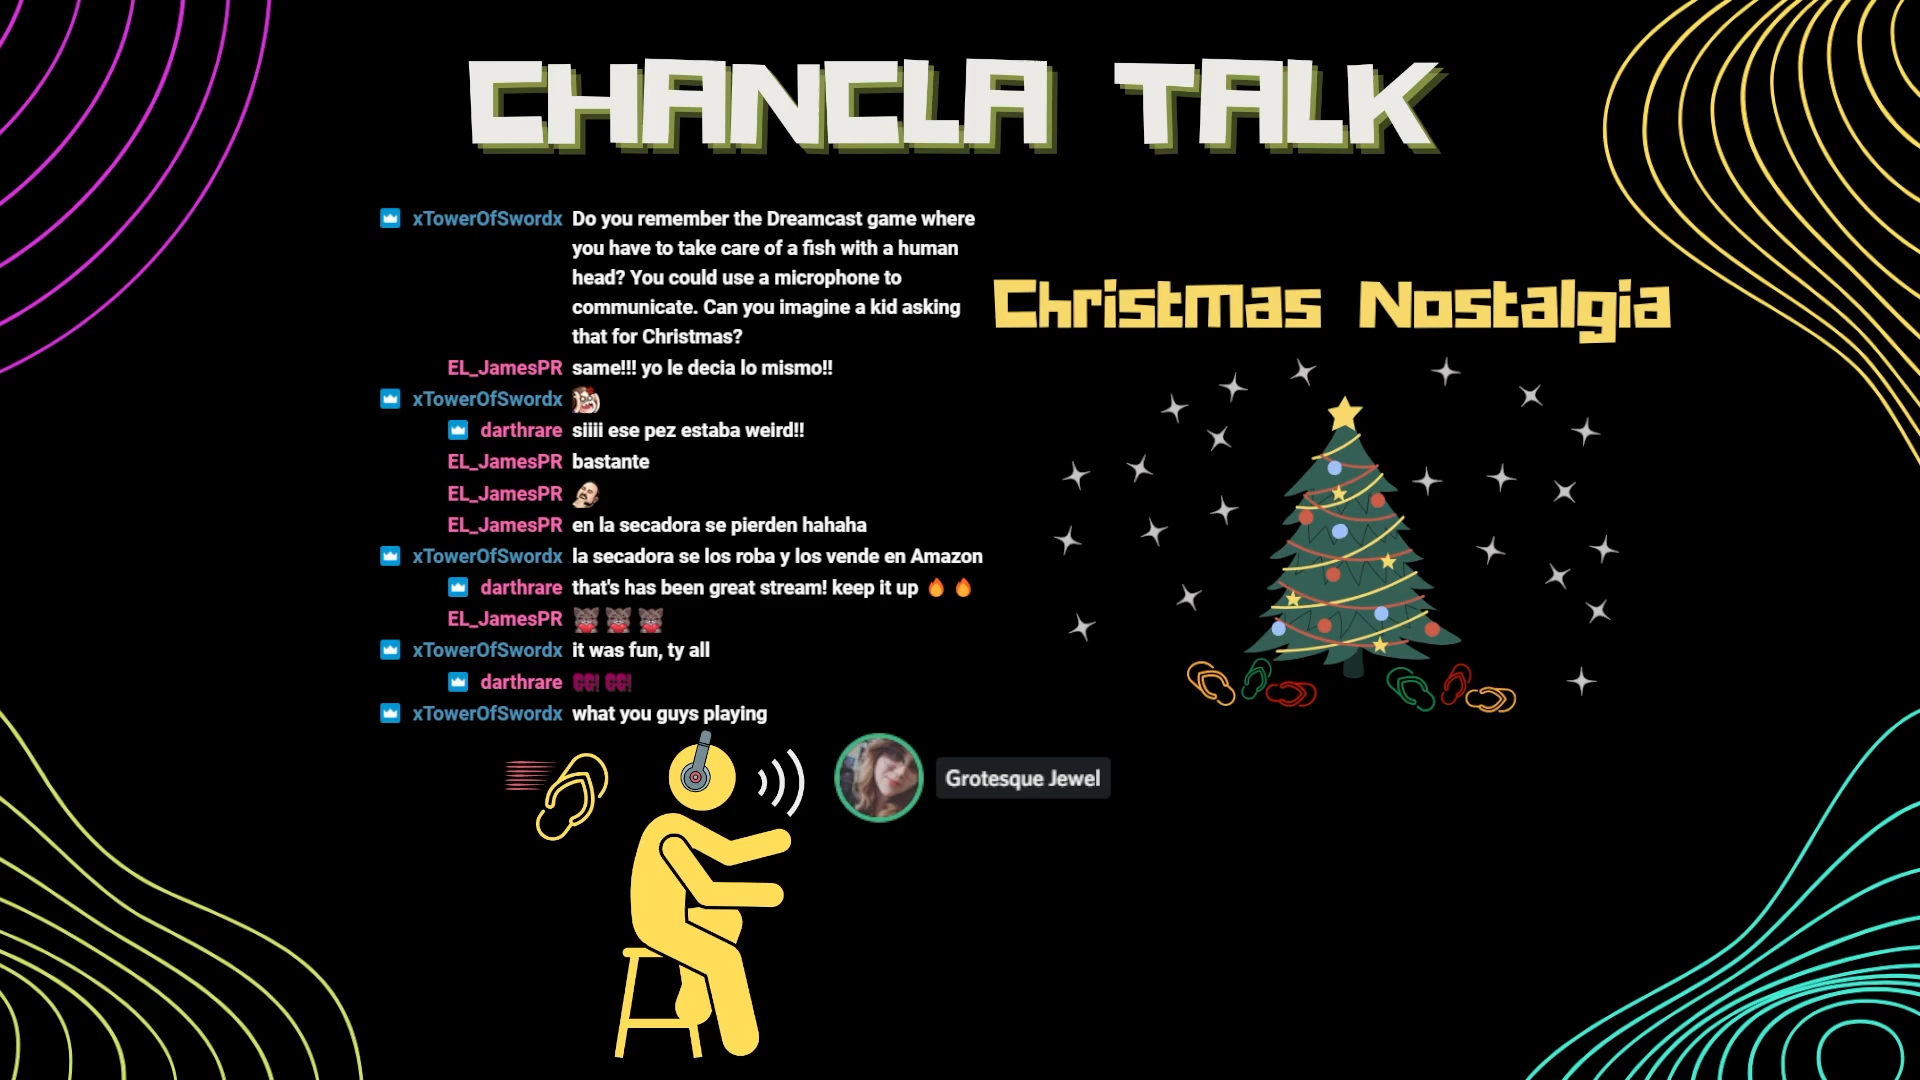 CHANCLA TALK
xTowerOfSwordx Do you remember the Dreamcast game where
you have to take care of a fish with a human
head? You could use a microphone to
communicate. Can you imagine a kid asking
that for Christmas?
EL_JamesPR same!!! yo le decia lo mismo!!
xTowerOfSwordx
darthrare siiii ese pez estaba weird!!
EL_JamesPR bastante
EL_JamesPR
EL_JamesPR en la secadora se pierden hahaha
xTowerOfSwordx la secadora se los roba y los vende en Amazon
darthrare that's has been great stream! keep it up 🔥 🔥
EL_JamesPR
xTowerOfSwordx it was fun, ty all
darthrare GG! GG!
xTowerOfSwordx what you guys playing
Christmas Nostalgia
Grotesque Jewel